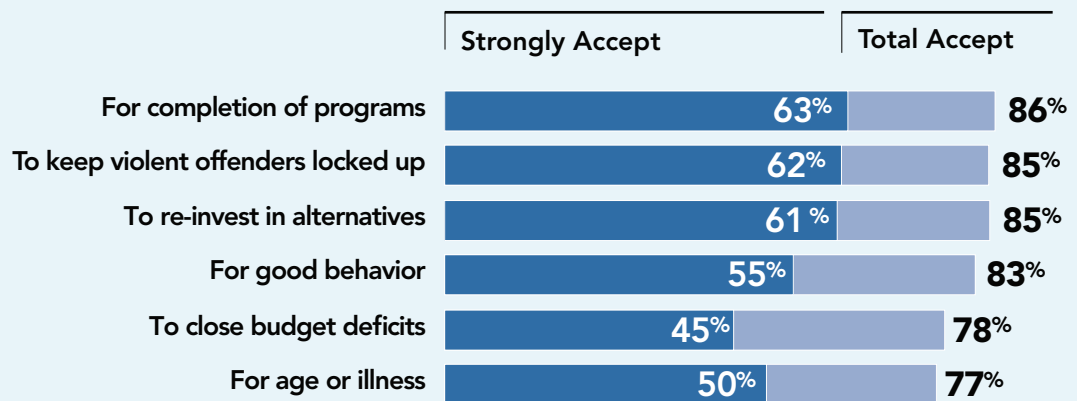 Strongly Accept Total Accept
For completion of programs 63% 86%
To keep violent offenders locked up 62% 85%
To re-invest in alternatives 61 % 85%
For good behavior 55% 83%
To close budget deficits 45% 78%
For age or illness 50% 77%